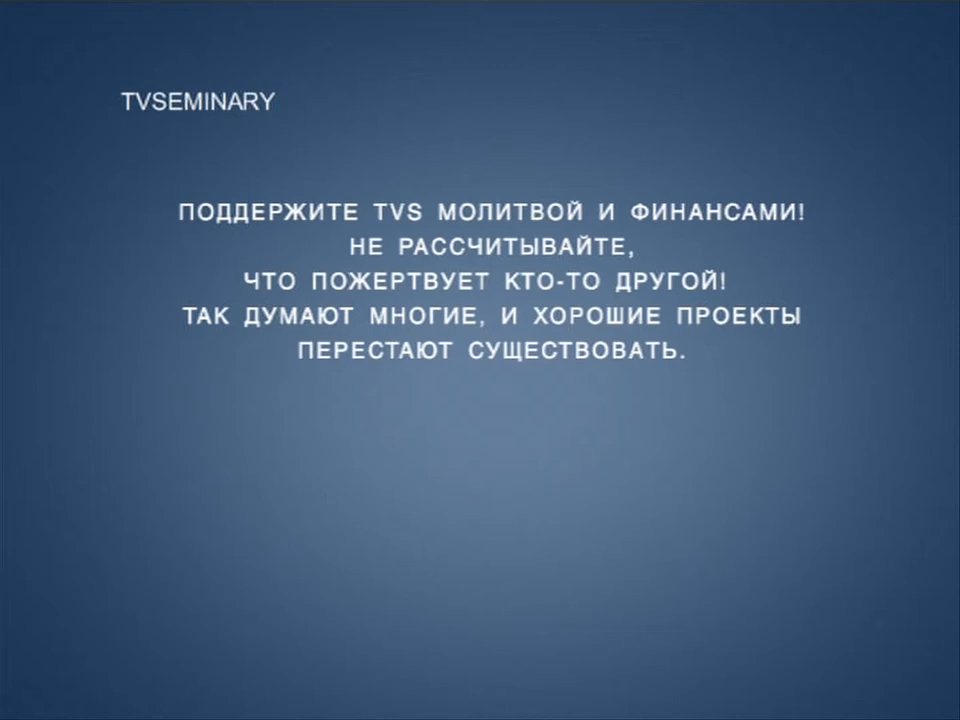 TVSEMINARY
ПОДДЕРЖИТЕ TVS МОЛИТВОЙ И ФИНАНСАМИ!
НЕ РАССЧИТЫВАЙТЕ,
ЧТО ПОЖЕРТВУЕТ КТО-ТО ДРУГОЙ!
ТАК ДУМАЮТ МНОГИЕ, И ХОРОШИЕ ПРОЕКТЫ
ПЕРЕСТАЮТ СУЩЕСТВОВАТЬ.